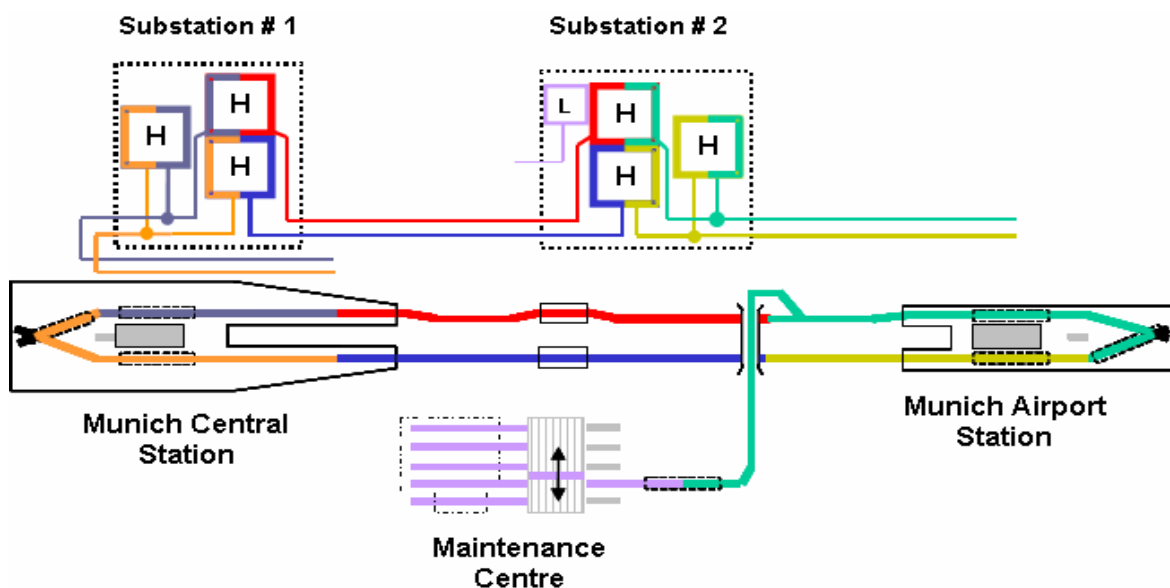 Substation # 1
Substation # 2
H
H
H
L
H
H
H
Munich Central
Station
Munich Airport
Station
Maintenance
Centre